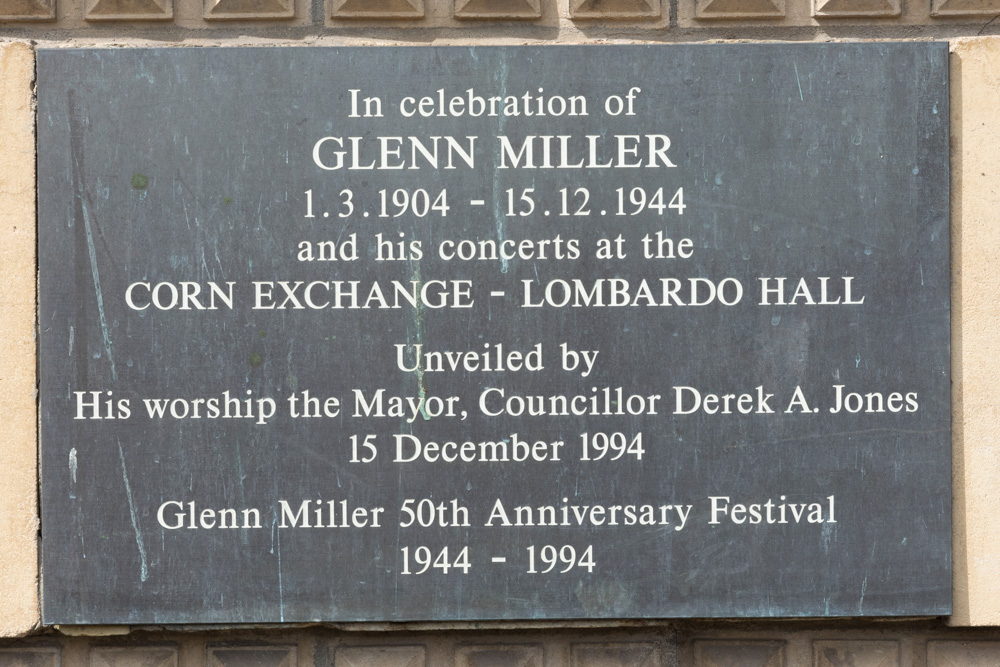 In celebration of
GLENN MILLER
1.3.1904 - 15.12.1944
and his concerts at the
CORN EXCHANGE - LOMBARDO HALL
Unveiled by
His worship the Mayor, Councillor Derek A. Jones
15 December 1994
Glenn Miller 50th Anniversary Festival
1944 - 1994